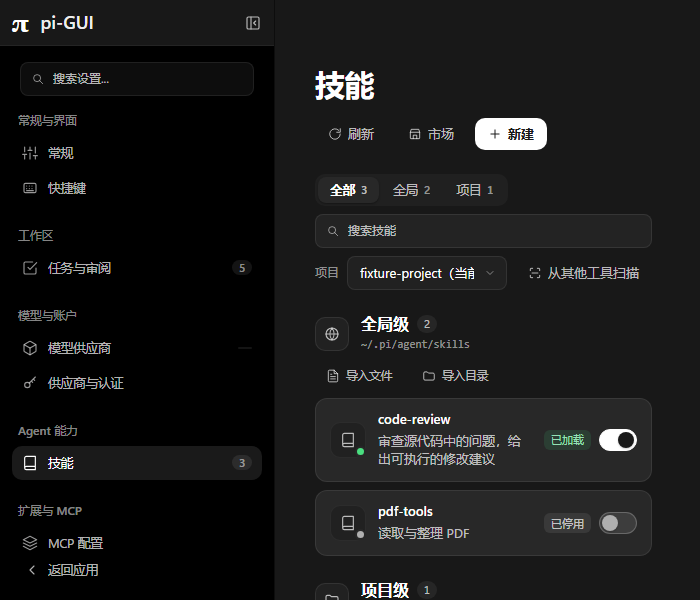 π pi-GUI
搜索设置...
常规与界面
常规
快捷键
工作区
任务与审阅 5
模型与账户
模型供应商
供应商与认证
Agent 能力
技能 3
扩展与 MCP
MCP 配置
返回应用
技能
刷新 市场 新建
全部 3 全局 2 项目 1
搜索技能
项目 fixture-project（当前 从其他工具扫描
全局级 2
~/.pi/agent/skills
导入文件 导入目录
code-review
审查源代码中的问题，给
出可执行的修改建议
已加载
pdf-tools
读取与整理 PDF
已停用
项目级 1